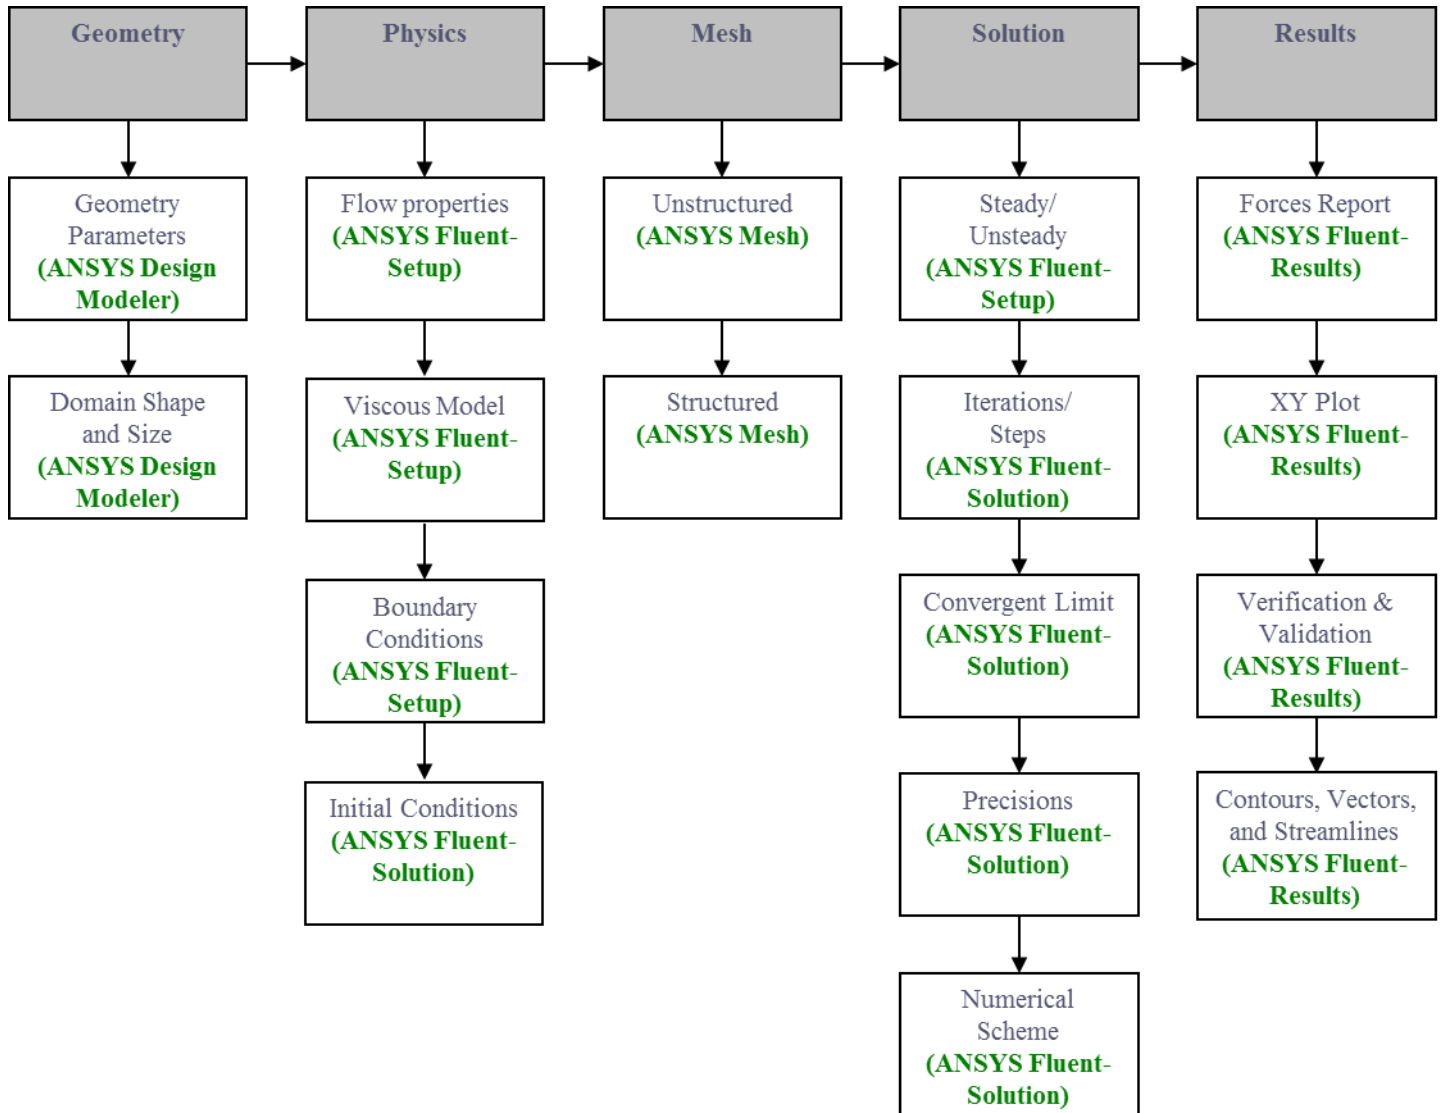 Geometry
Physics
Mesh
Solution
Results
Geometry
Parameters
(ANSYS Design
Modeler)
Domain Shape
and Size
(ANSYS Design
Modeler)
Flow properties
(ANSYS Fluent-
Setup)
Viscous Model
(ANSYS Fluent-
Setup)
Boundary
Conditions
(ANSYS Fluent-
Setup)
Initial Conditions
(ANSYS Fluent-
Solution)
Unstructured
(ANSYS Mesh)
Structured
(ANSYS Mesh)
Steady/
Unsteady
(ANSYS Fluent-
Setup)
Iterations/
Steps
(ANSYS Fluent-
Solution)
Convergent Limit
(ANSYS Fluent-
Solution)
Precisions
(ANSYS Fluent-
Solution)
Numerical
Scheme
(ANSYS Fluent-
Solution)
Forces Report
(ANSYS Fluent-
Results)
XY Plot
(ANSYS Fluent-
Results)
Verification &
Validation
(ANSYS Fluent-
Results)
Contours, Vectors,
and Streamlines
(ANSYS Fluent-
Results)